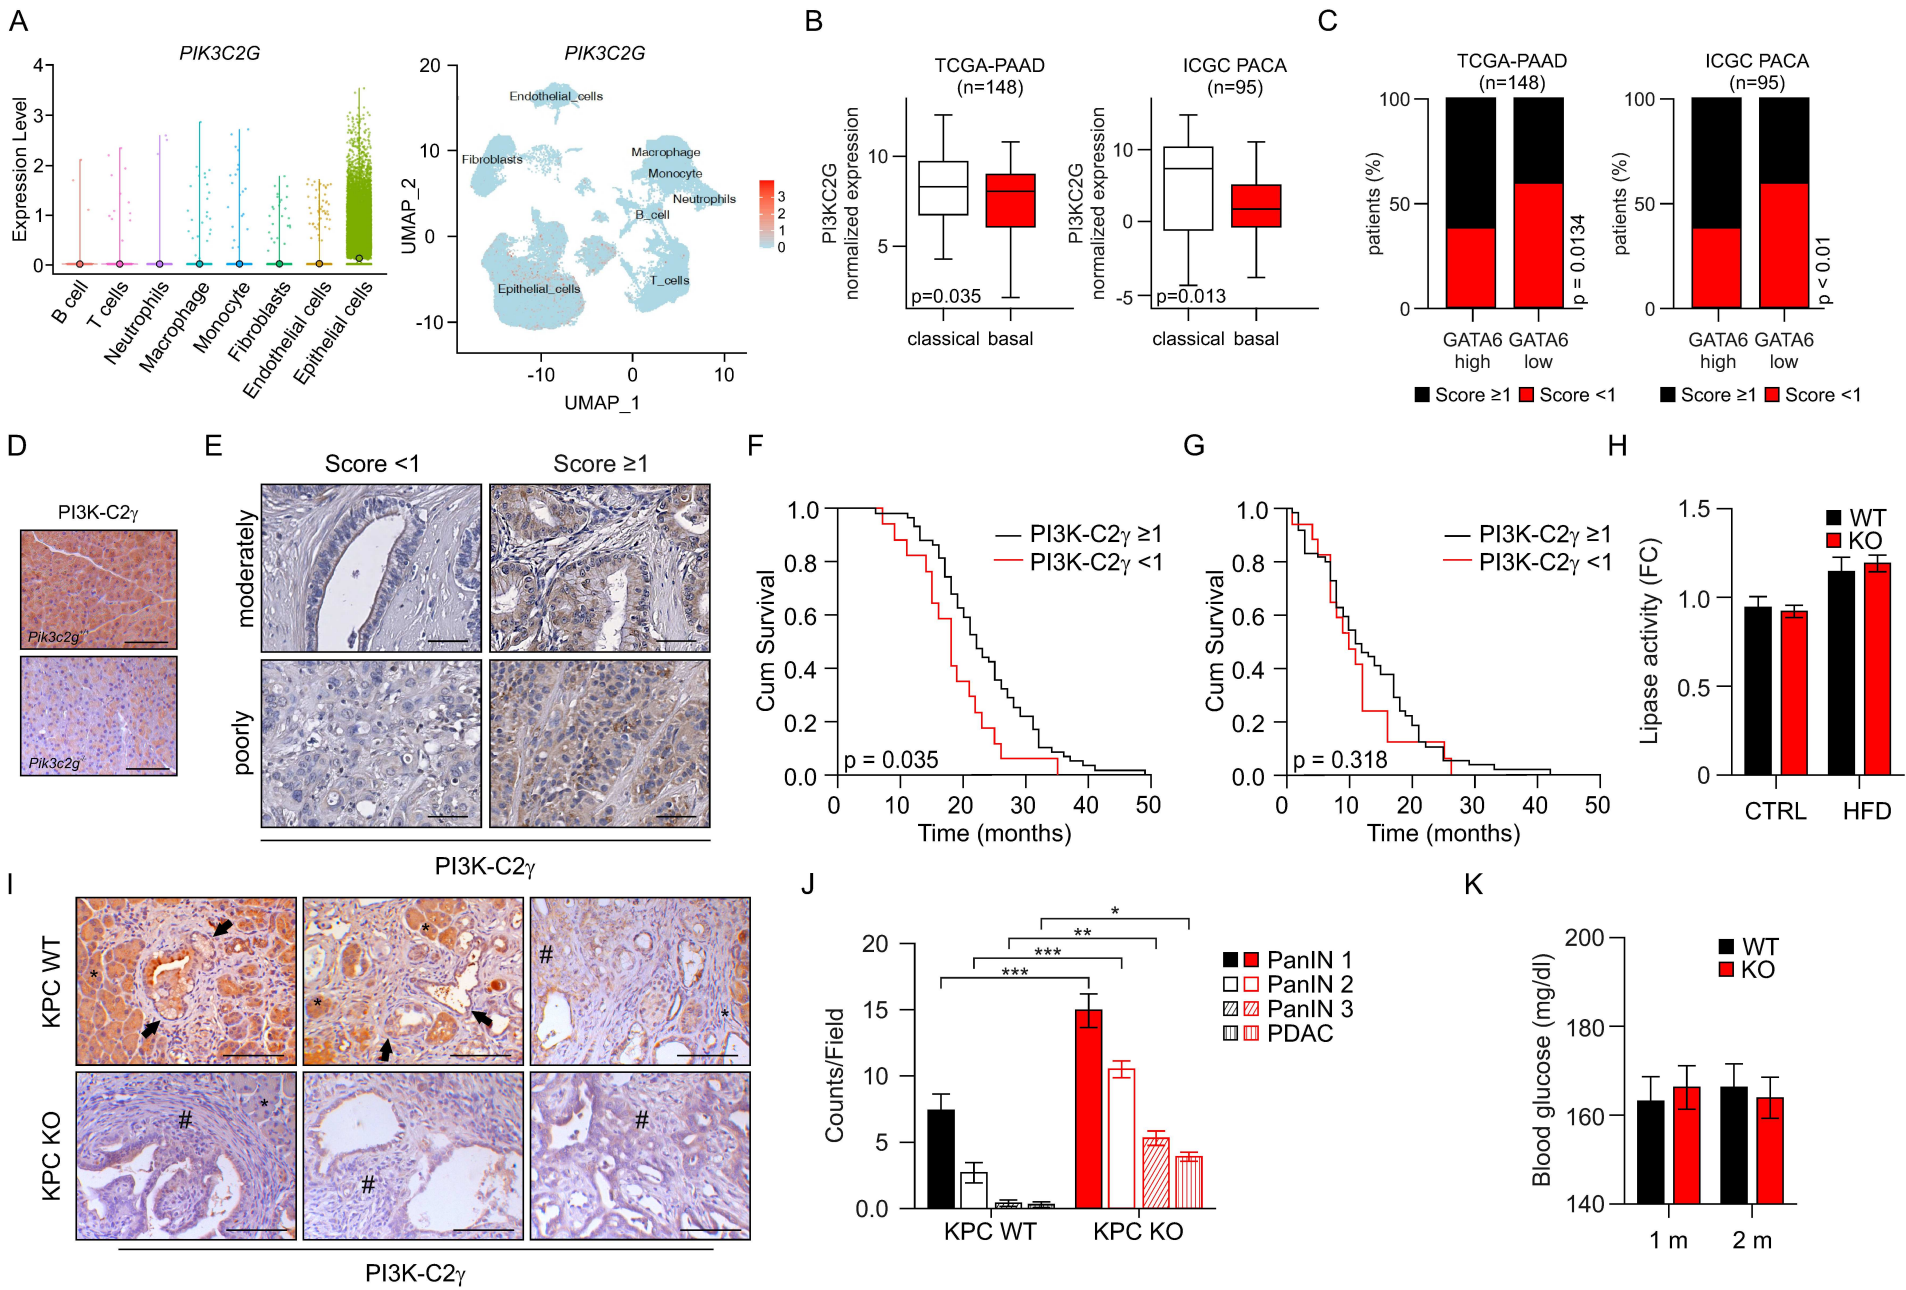 A
PIK3C2G
Expression Level
4
3
2
1
0
B cell
T cells
Neutrophils
Macrophage
Monocyte
Fibroblasts
Endothelial cells
Epithelial cells
PIK3C2G
UMAP_2
20
10
0
-10
Endothelial_cells
Fibroblasts
Macrophage
Monocyte
Neutrophils
B_cell
T_cells
Epithelial_cells
3
2
1
0
-10 0 10
UMAP_1
B
TCGA-PAAD
(n=148)
PI3KC2G
normalized expression
10
5
p=0.035
classical basal
ICGC PACA
(n=95)
PI3KC2G
normalized expression
10
0
-5
p=0.013
classical basal
C
TCGA-PAAD
(n=148)
patients (%)
100
50
0
p = 0.0134
GATA6 GATA6
high low
Score ≥1 Score <1
ICGC PACA
(n=95)
patients (%)
100
50
0
p < 0.01
GATA6 GATA6
high low
Score ≥1 Score <1
D
PI3K-C2γ
Pik3c2g+/+
Pik3c2g-/-
E
Score <1 Score ≥1
moderately
poorly
PI3K-C2γ
F
Cum Survival
1.0
0.8
0.6
0.4
0.2
0.0
PI3K-C2γ ≥1
PI3K-C2γ <1
p = 0.035
0 10 20 30 40 50
Time (months)
G
Cum Survival
1.0
0.8
0.6
0.4
0.2
0.0
PI3K-C2γ ≥1
PI3K-C2γ <1
p = 0.318
0 10 20 30 40 50
Time (months)
H
Lipase activity (FC)
1.5
1.0
0.5
0
WT
KO
CTRL HFD
I
KPC WT
* * * # *
KPC KO
# * # #
PI3K-C2γ
J
Counts/Field
20
15
10
5
0.0
*
**
***
***
KPC WT KPC KO
PanIN 1
PanIN 2
PanIN 3
PDAC
K
Blood glucose (mg/dl)
200
180
160
140
WT
KO
1 m 2 m